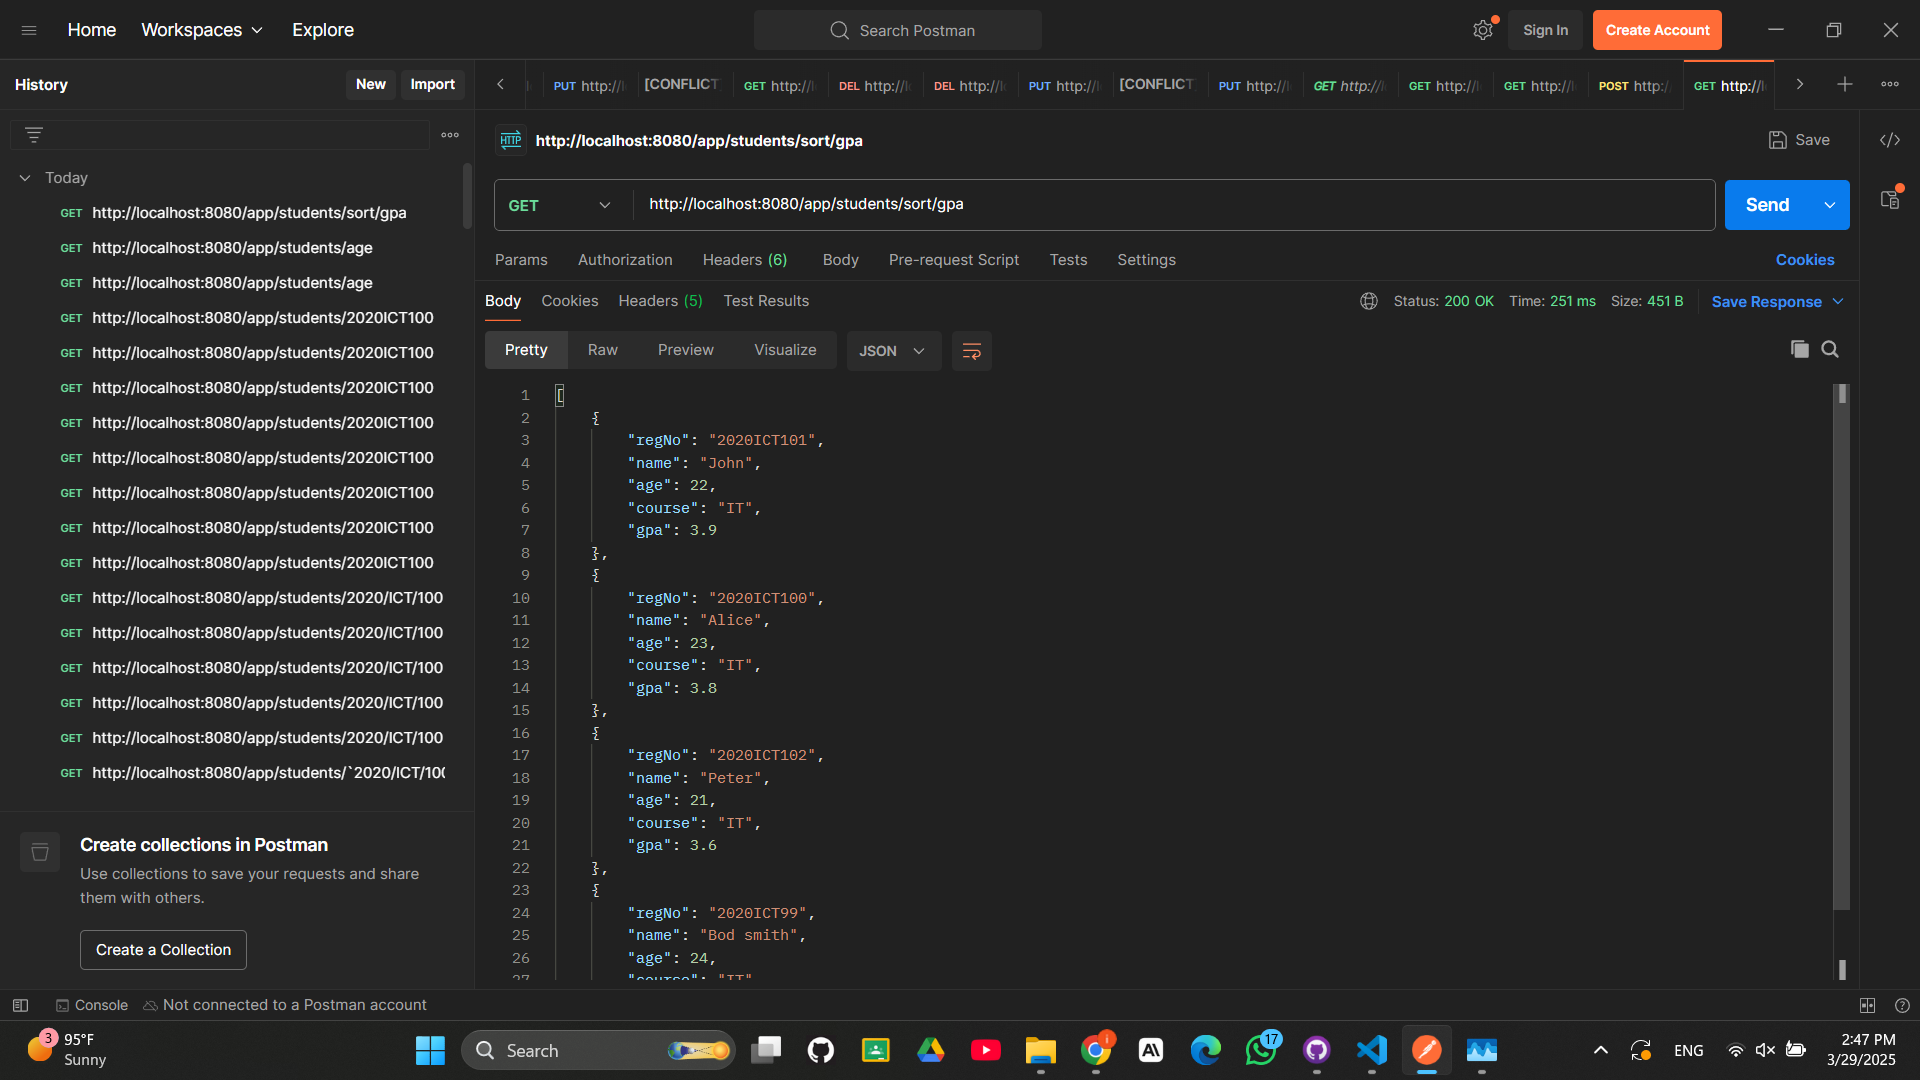 Home
Workspaces
Explore
Search Postman
Sign In
Create Account
History
New
Import
PUT http://l
[CONFLICT]
GET http://l
DEL http://l
DEL http://l
PUT http://l
[CONFLICT]
PUT http://l
GET http://l
GET http://l
GET http://l
POST http:/
GET http://l
http://localhost:8080/app/students/sort/gpa
Save
Today
GET http://localhost:8080/app/students/sort/gpa
GET http://localhost:8080/app/students/age
GET http://localhost:8080/app/students/age
GET http://localhost:8080/app/students/2020ICT100
GET http://localhost:8080/app/students/2020ICT100
GET http://localhost:8080/app/students/2020ICT100
GET http://localhost:8080/app/students/2020ICT100
GET http://localhost:8080/app/students/2020ICT100
GET http://localhost:8080/app/students/2020ICT100
GET http://localhost:8080/app/students/2020ICT100
GET http://localhost:8080/app/students/2020ICT100
GET http://localhost:8080/app/students/2020/ICT/100
GET http://localhost:8080/app/students/2020/ICT/100
GET http://localhost:8080/app/students/2020/ICT/100
GET http://localhost:8080/app/students/2020/ICT/100
GET http://localhost:8080/app/students/2020/ICT/100
GET http://localhost:8080/app/students/`2020/ICT/100
GET
http://localhost:8080/app/students/sort/gpa
Send
Params
Authorization
Headers (6)
Body
Pre-request Script
Tests
Settings
Cookies
Body
Cookies
Headers (5)
Test Results
Status: 200 OK
Time: 251 ms
Size: 451 B
Save Response
Pretty
Raw
Preview
Visualize
JSON
1 [
2 {
3 "regNo": "2020ICT101",
4 "name": "John",
5 "age": 22,
6 "course": "IT",
7 "gpa": 3.9
8 },
9 {
10 "regNo": "2020ICT100",
11 "name": "Alice",
12 "age": 23,
13 "course": "IT",
14 "gpa": 3.8
15 },
16 {
17 "regNo": "2020ICT102",
18 "name": "Peter",
19 "age": 21,
20 "course": "IT",
21 "gpa": 3.6
22 },
23 {
24 "regNo": "2020ICT99",
25 "name": "Bod smith",
26 "age": 24,
27 "course": "IT"
Create collections in Postman
Use collections to save your requests and share
them with others.
Create a Collection
Console
Not connected to a Postman account
3
95°F
Sunny
Search
17
ENG
2:47 PM
3/29/2025